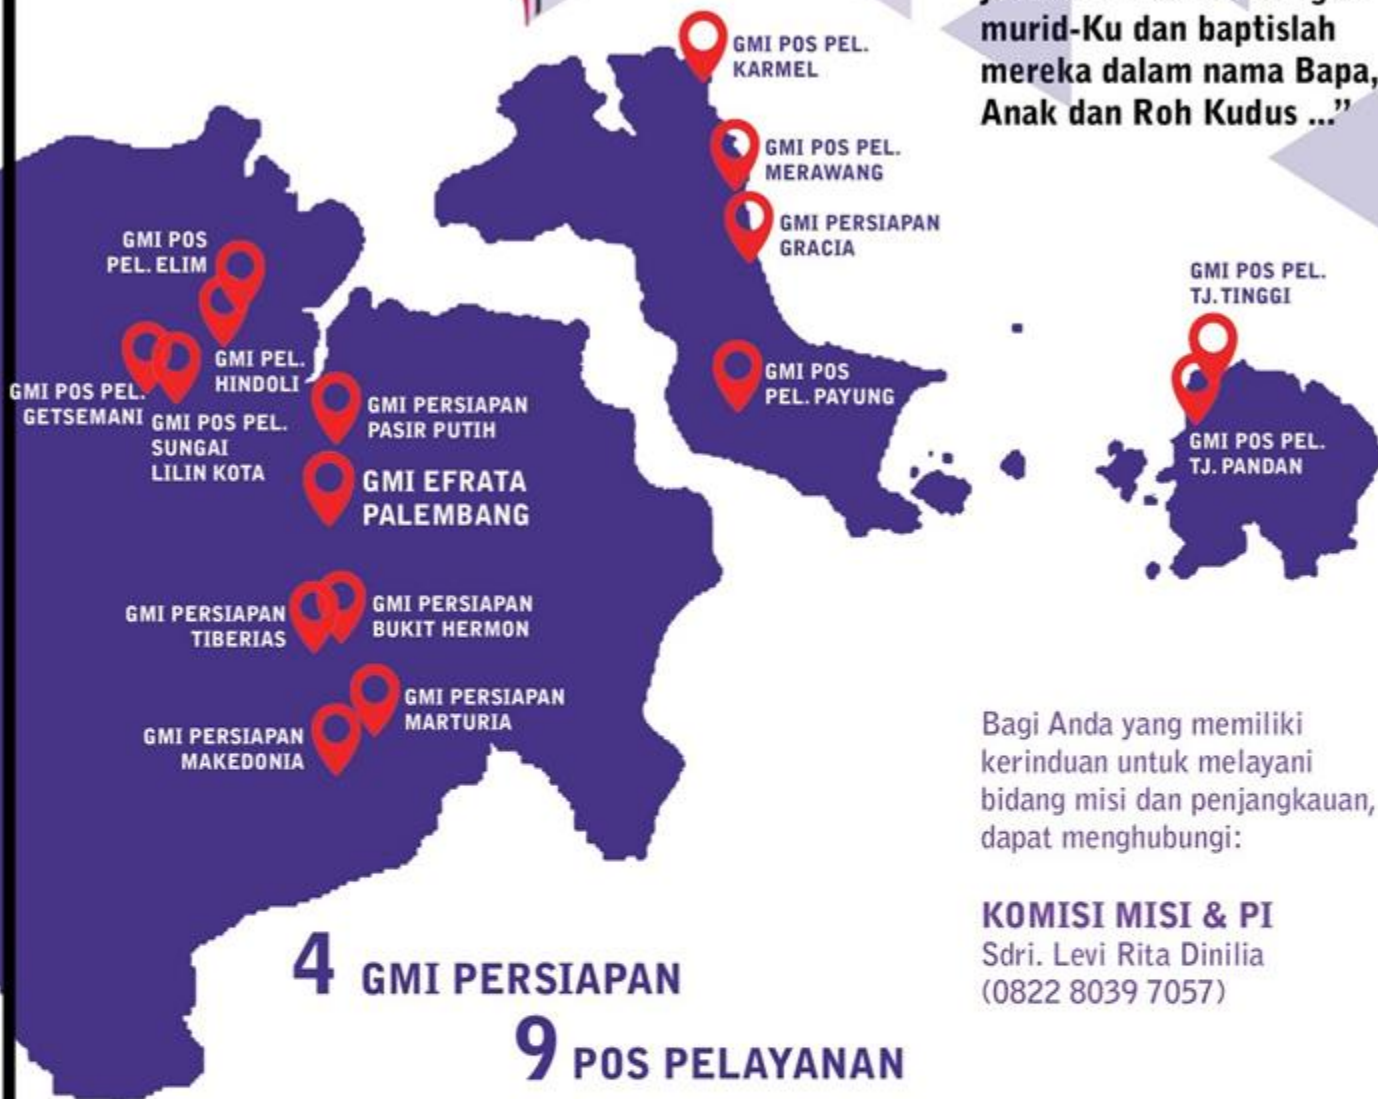 murid-Ku dan baptislah
mereka dalam nama Bapa,
Anak dan Roh Kudus ...”
GMI POS PEL.
KARMEL
GMI POS PEL.
MERAWANG
GMI PERSIAPAN
GRACIA
GMI POS
PEL. ELIM
GMI POS PEL.
TJ. TINGGI
GMI PEL.
HINDOLI
GMI POS PEL.
GETSEMANI
GMI POS PEL.
SUNGAI
LILIN KOTA
GMI POS
PEL. PAYUNG
GMI PERSIAPAN
PASIR PUTIH
GMI POS PEL.
TJ. PANDAN
GMI EFRATA
PALEMBANG
GMI PERSIAPAN
TIBERIAS
GMI PERSIAPAN
BUKIT HERMON
GMI PERSIAPAN
MARTURIA
GMI PERSIAPAN
MAKEDONIA
Bagi Anda yang memiliki
kerinduan untuk melayani
bidang misi dan penjangkauan,
dapat menghubungi:
KOMISI MISI & PI
Sdri. Levi Rita Dinilia
(0822 8039 7057)
4 GMI PERSIAPAN
9 POS PELAYANAN